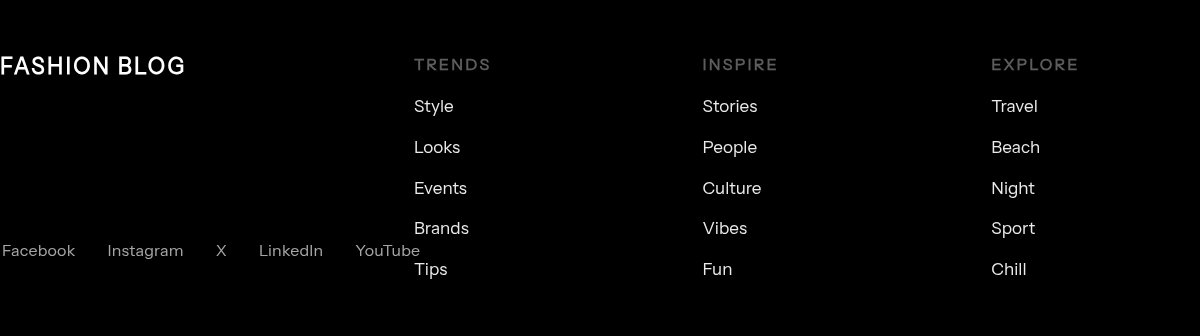 FASHION BLOG
Facebook Instagram X LinkedIn YouTube
TRENDS
Style
Looks
Events
Brands
Tips
INSPIRE
Stories
People
Culture
Vibes
Fun
EXPLORE
Travel
Beach
Night
Sport
Chill